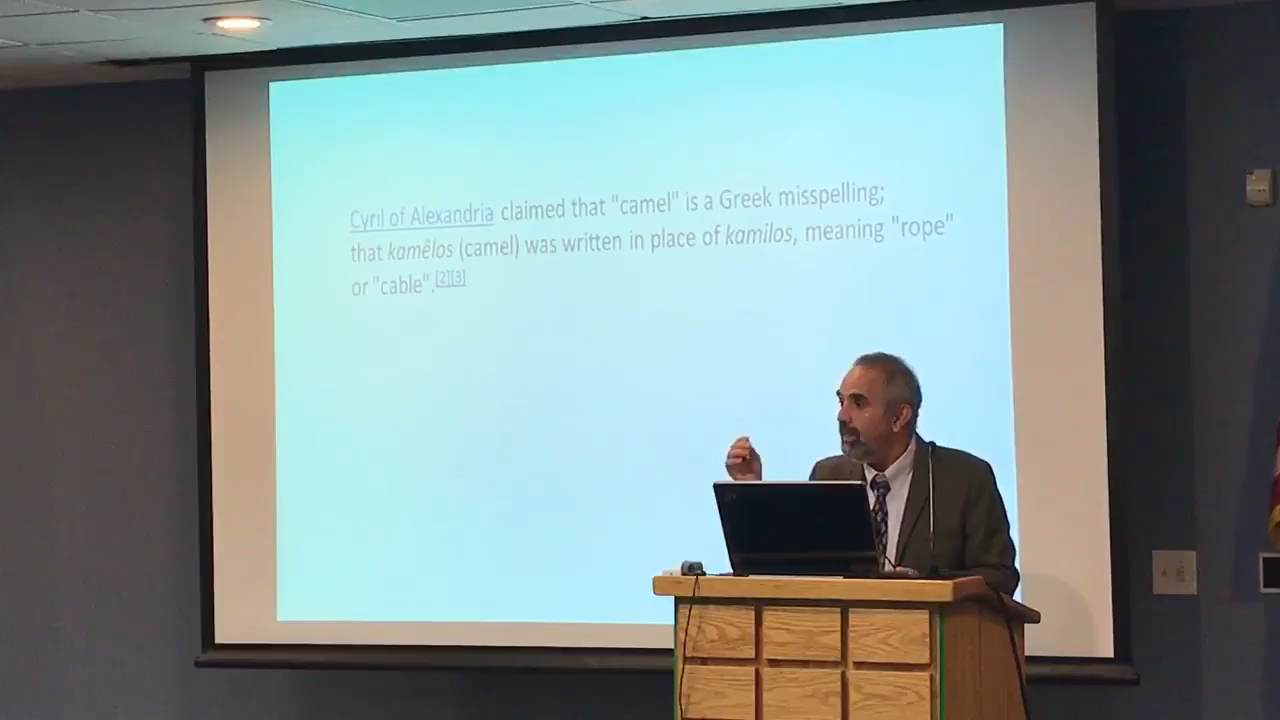 Cyril of Alexandria claimed that "camel" is a Greek misspelling;
that kamêlos (camel) was written in place of kamilos, meaning "rope"
or "cable".[2][3]